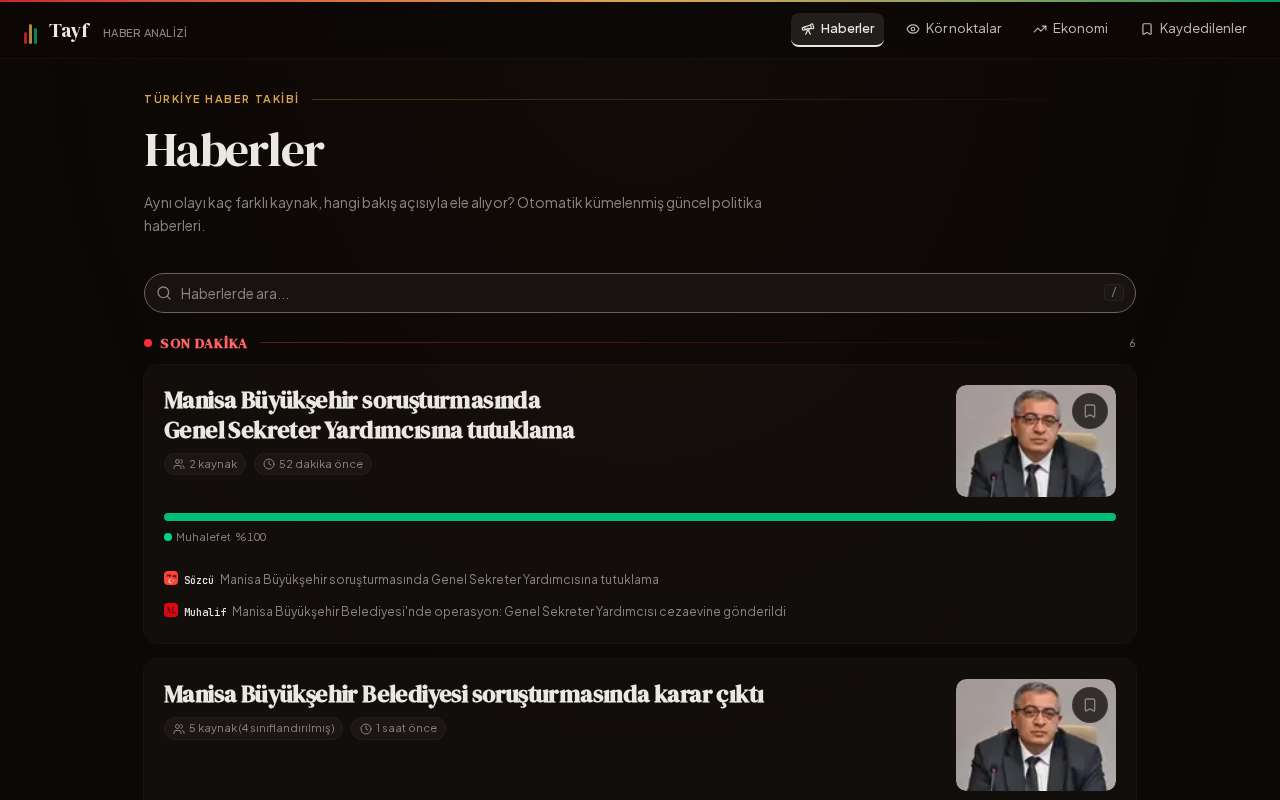 Tayf HABER ANALİZİ Haberler Kör noktalar Ekonomi Kaydedilenler
TÜRKİYE HABER TAKİBİ
Haberler
Aynı olayı kaç farklı kaynak, hangi bakış açısıyla ele alıyor? Otomatik kümelenmiş güncel politika
haberleri.
Haberlerde ara... /
SON DAKİKA 6
Manisa Büyükşehir soruşturmasında
Genel Sekreter Yardımcısına tutuklama
2 kaynak 52 dakika önce
Muhalefet %100
Sözcü Manisa Büyükşehir soruşturmasında Genel Sekreter Yardımcısına tutuklama
Muhalif Manisa Büyükşehir Belediyesi'nde operasyon: Genel Sekreter Yardımcısı cezaevine gönderildi
Manisa Büyükşehir Belediyesi soruşturmasında karar çıktı
5 kaynak (4 sınıflandırılmış) 1 saat önce